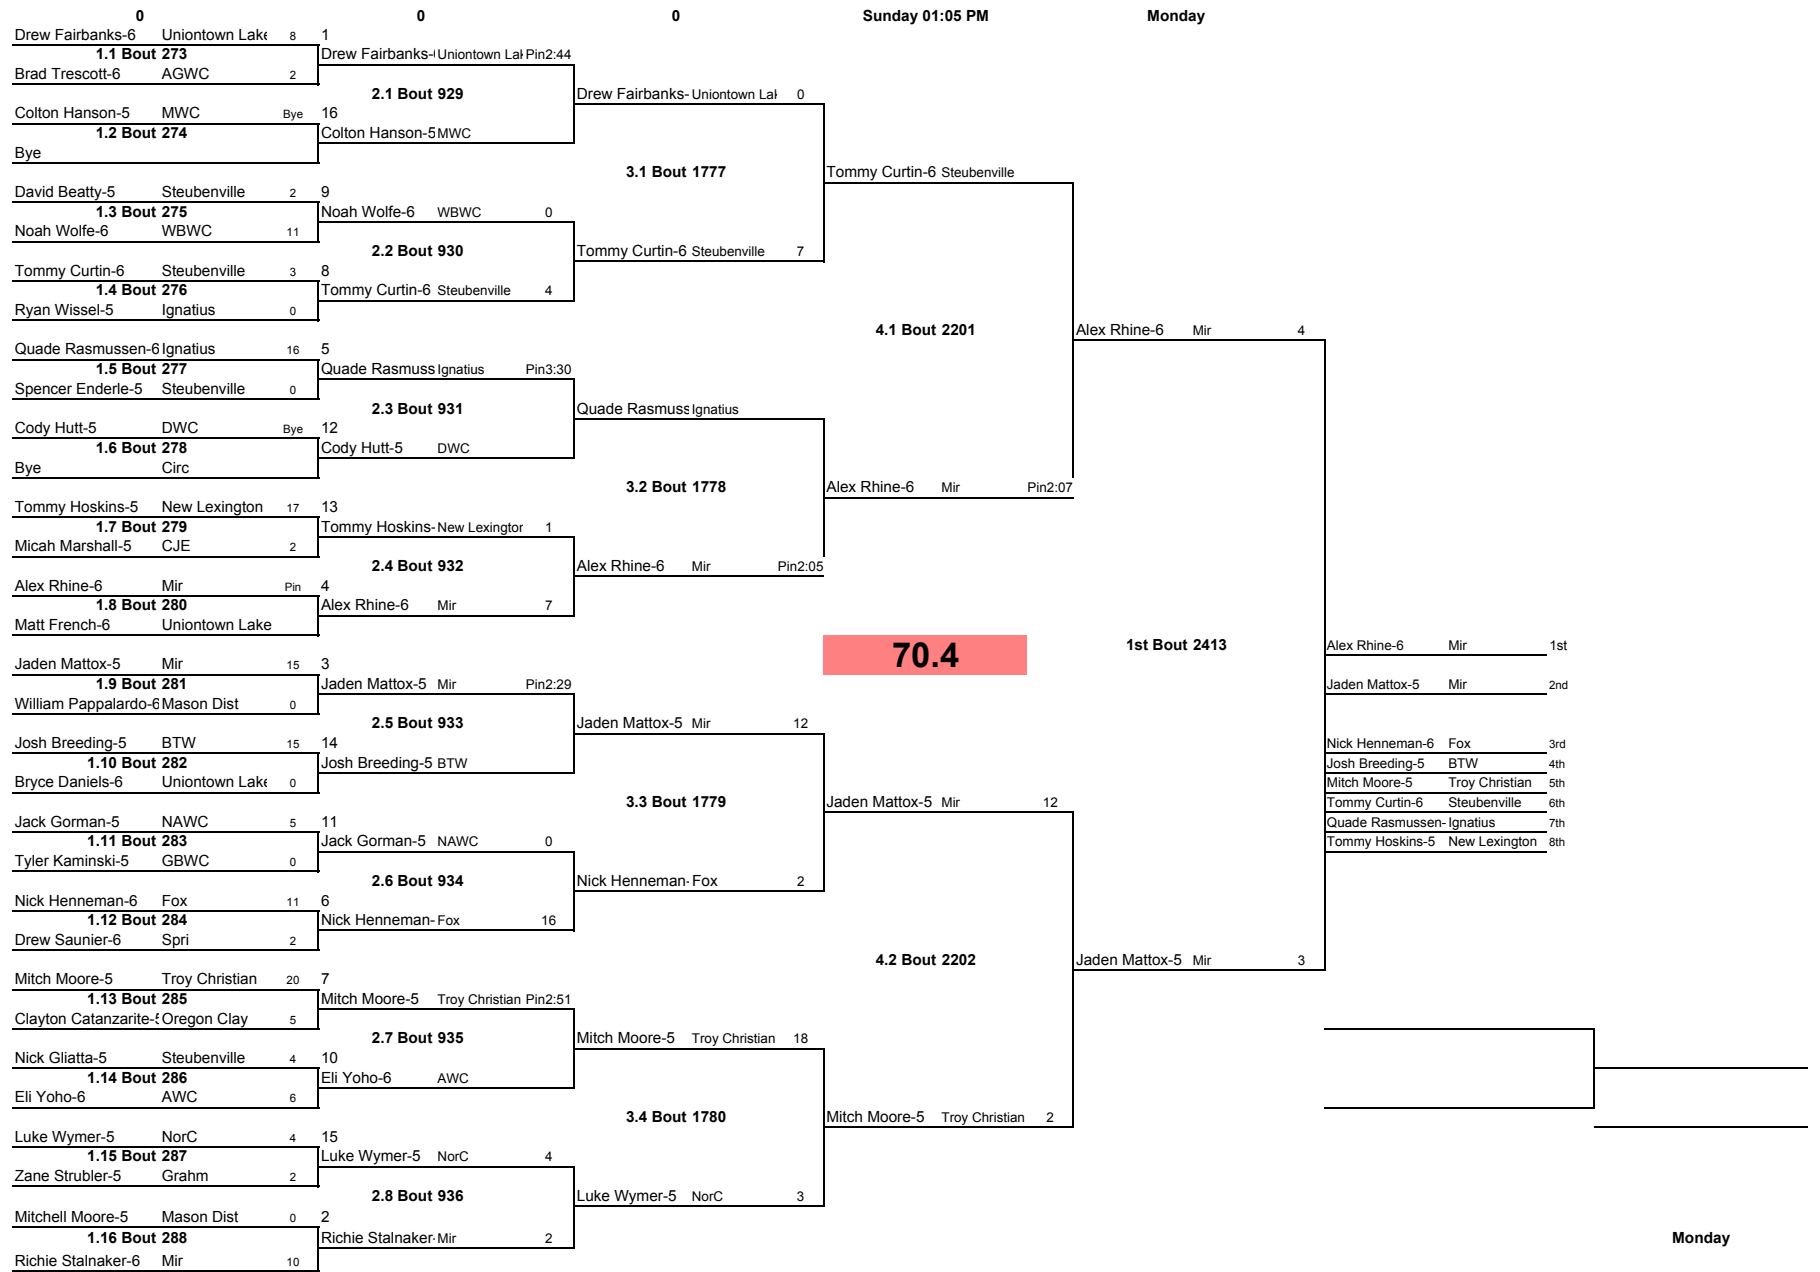 0 0 0 Sunday 01:05 PM Monday
Drew Fairbanks-6 Uniontown Lake 8 1
1.1 Bout 273 Drew Fairbanks- Uniontown Lak Pin2:44
Brad Trescott-6 AGWC 2
2.1 Bout 929 Drew Fairbanks- Uniontown Lak 0
Colton Hanson-5 MWC Bye 16
1.2 Bout 274 Colton Hanson-5 MWC
Bye
3.1 Bout 1777 Tommy Curtin-6 Steubenville
David Beatty-5 Steubenville 2 9
1.3 Bout 275 Noah Wolfe-6 WBWC 0
Noah Wolfe-6 WBWC 11
2.2 Bout 930 Tommy Curtin-6 Steubenville 7
Tommy Curtin-6 Steubenville 3 8
1.4 Bout 276 Tommy Curtin-6 Steubenville 4
Ryan Wissel-5 Ignatius 0
4.1 Bout 2201 Alex Rhine-6 Mir 4
Quade Rasmussen-6 Ignatius 16 5
1.5 Bout 277 Quade Rasmuss Ignatius Pin3:30
Spencer Enderle-5 Steubenville 0
2.3 Bout 931 Quade Rasmuss Ignatius
Cody Hutt-5 DWC Bye 12
1.6 Bout 278 Cody Hutt-5 DWC
Bye Circ
3.2 Bout 1778 Alex Rhine-6 Mir Pin2:07
Tommy Hoskins-5 New Lexington 17 13
1.7 Bout 279 Tommy Hoskins- New Lexington 1
Micah Marshall-5 CJE 2
2.4 Bout 932 Alex Rhine-6 Mir Pin2:05
Alex Rhine-6 Mir Pin 4
1.8 Bout 280 Alex Rhine-6 Mir 7
Matt French-6 Uniontown Lake
70.4 1st Bout 2413 Alex Rhine-6 Mir 1st
Jaden Mattox-5 Mir 15 3
1.9 Bout 281 Jaden Mattox-5 Mir Pin2:29 Jaden Mattox-5 Mir 2nd
William Pappalardo-6 Mason Dist 0
2.5 Bout 933 Jaden Mattox-5 Mir 12
Josh Breeding-5 BTW 15 14 Nick Henneman-6 Fox 3rd
1.10 Bout 282 Josh Breeding-5 BTW Josh Breeding-5 BTW 4th
Bryce Daniels-6 Uniontown Lake 0 Mitch Moore-5 Troy Christian 5th
3.3 Bout 1779 Jaden Mattox-5 Mir 12 Tommy Curtin-6 Steubenville 6th
Jack Gorman-5 NAWC 5 11 Quade Rasmussen- Ignatius 7th
1.11 Bout 283 Jack Gorman-5 NAWC 0 Tommy Hoskins-5 New Lexington 8th
Tyler Kaminski-5 GBWC 0
2.6 Bout 934 Nick Henneman- Fox 2
Nick Henneman-6 Fox 11 6
1.12 Bout 284 Nick Henneman- Fox 16
Drew Saunier-6 Spri 2
4.2 Bout 2202 Jaden Mattox-5 Mir 3
Mitch Moore-5 Troy Christian 20 7
1.13 Bout 285 Mitch Moore-5 Troy Christian Pin2:51
Clayton Catanzarite-5 Oregon Clay 5
2.7 Bout 935 Mitch Moore-5 Troy Christian 18
Nick Gliatta-5 Steubenville 4 10
1.14 Bout 286 Eli Yoho-6 AWC
Eli Yoho-6 AWC 6
3.4 Bout 1780 Mitch Moore-5 Troy Christian 2
Luke Wymer-5 NorC 4 15
1.15 Bout 287 Luke Wymer-5 NorC 4
Zane Strubler-5 Grahm 2
2.8 Bout 936 Luke Wymer-5 NorC 3
Mitchell Moore-5 Mason Dist 0 2
1.16 Bout 288 Richie Stalnaker- Mir 2 Monday
Richie Stalnaker-6 Mir 10